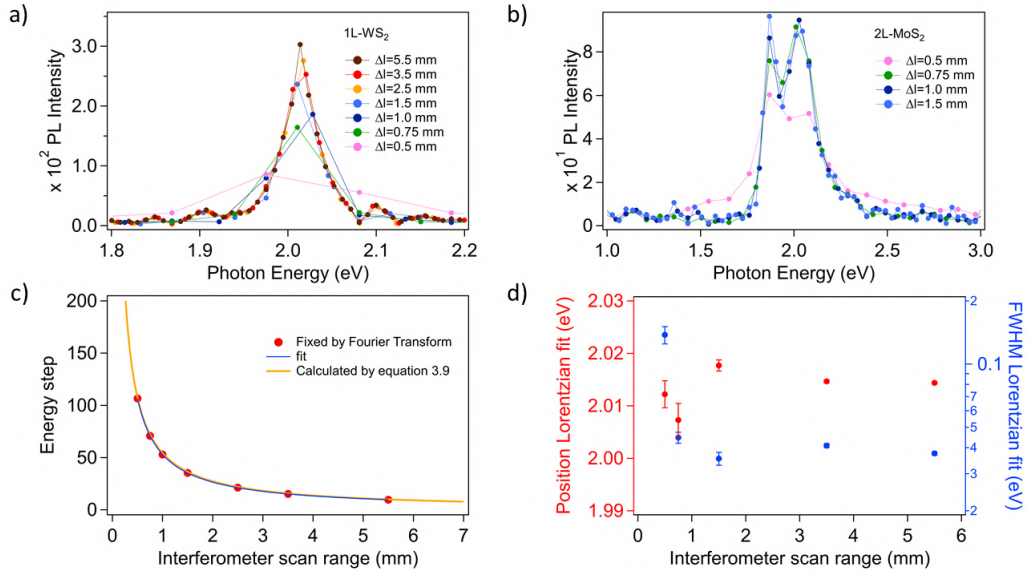 a)
1L-WS2
Δl=5.5 mm
Δl=3.5 mm
Δl=2.5 mm
Δl=1.5 mm
Δl=1.0 mm
Δl=0.75 mm
Δl=0.5 mm
x 10² PL Intensity
3.0
2.0
1.0
0.0
1.8 1.9 2.0 2.1 2.2
Photon Energy (eV)
b)
2L-MoS2
Δl=0.5 mm
Δl=0.75 mm
Δl=1.0 mm
Δl=1.5 mm
x 10¹ PL Intensity
8
6
4
2
0
1.0 1.5 2.0 2.5 3.0
Photon Energy (eV)
c)
Fixed by Fourier Transform
fit
Calculated by equation 3.9
Energy step
200
150
100
50
0
0 1 2 3 4 5 6 7
Interferometer scan range (mm)
d)
Position Lorentzian fit (eV)
2.03
2.02
2.01
2.00
1.99
FWHM Lorentzian fit (eV)
2
0.1
7
6
5
4
3
2
0 1 2 3 4 5 6
Interferometer scan range (mm)